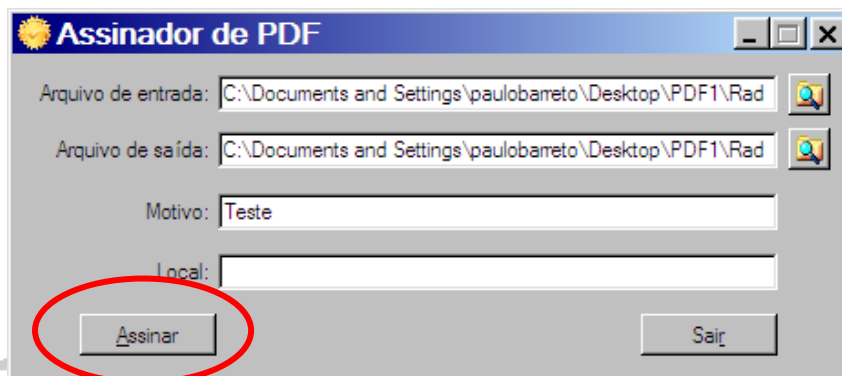 Assinador de PDF
Arquivo de entrada: C:\Documents and Settings\paulobarreto\Desktop\PDF1\Rad
Arquivo de saída: C:\Documents and Settings\paulobarreto\Desktop\PDF1\Rad
Motivo: Teste
Local:
Assinar Sair